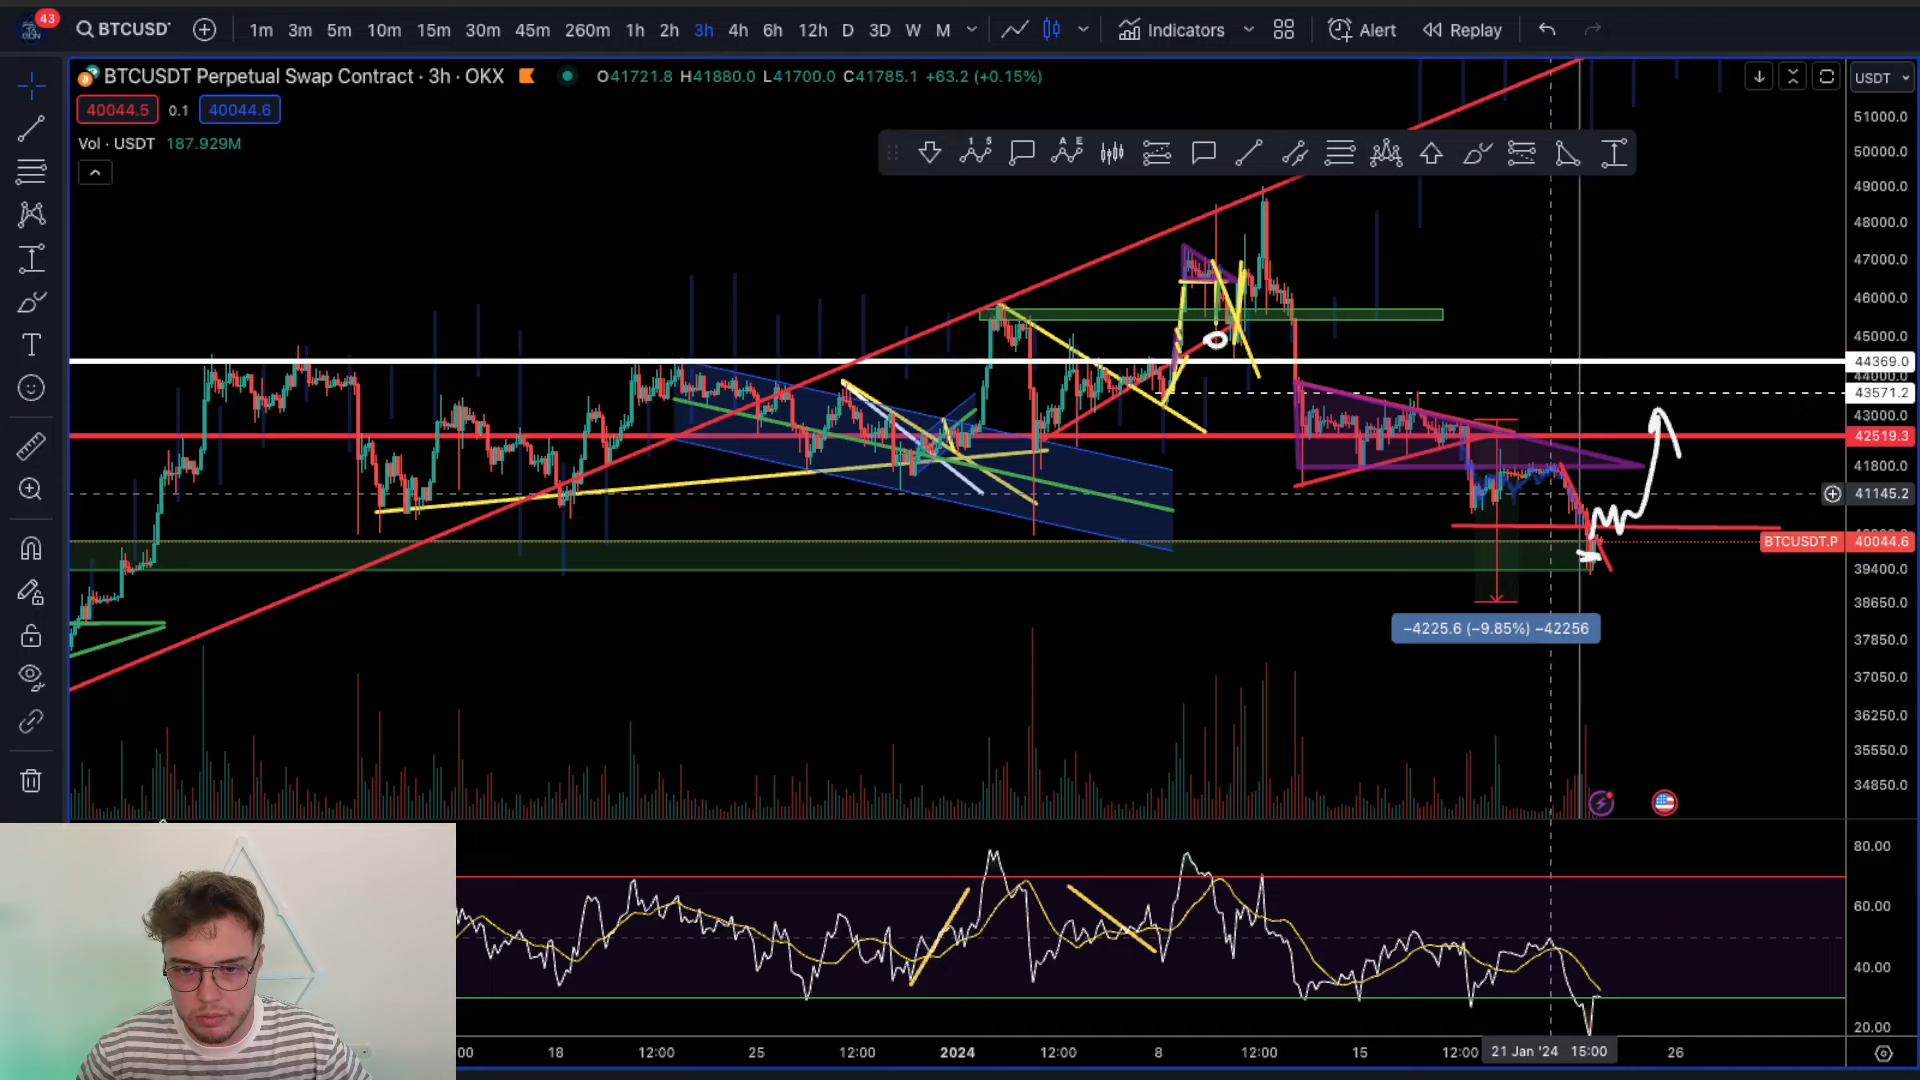 43
BTCUSDT
1m 3m 5m 10m 15m 30m 45m 260m 1h 2h 3h 4h 6h 12h D 3D W M
Indicators
Alert
Replay
BTCUSDT Perpetual Swap Contract · 3h · OKX
O41721.8 H41880.0 L41700.0 C41785.1 +63.2 (+0.15%)
USDT
40044.5 0.1 40044.6
Vol · USDT 187.929M
1 5
A E
51000.0
50000.0
49000.0
48000.0
47000.0
46000.0
45000.0
44369.0
44000.0
43571.2
43000.0
42519.3
41800.0
41145.2
BTCUSDT.P 40044.6
39400.0
38650.0
−4225.6 (−9.85%) −42256
37850.0
37050.0
36250.0
35550.0
34850.0
80.00
60.00
40.00
20.00
:00 18 12:00 25 12:00 2024 12:00 8 12:00 15 12:00 21 Jan '24 15:00 26